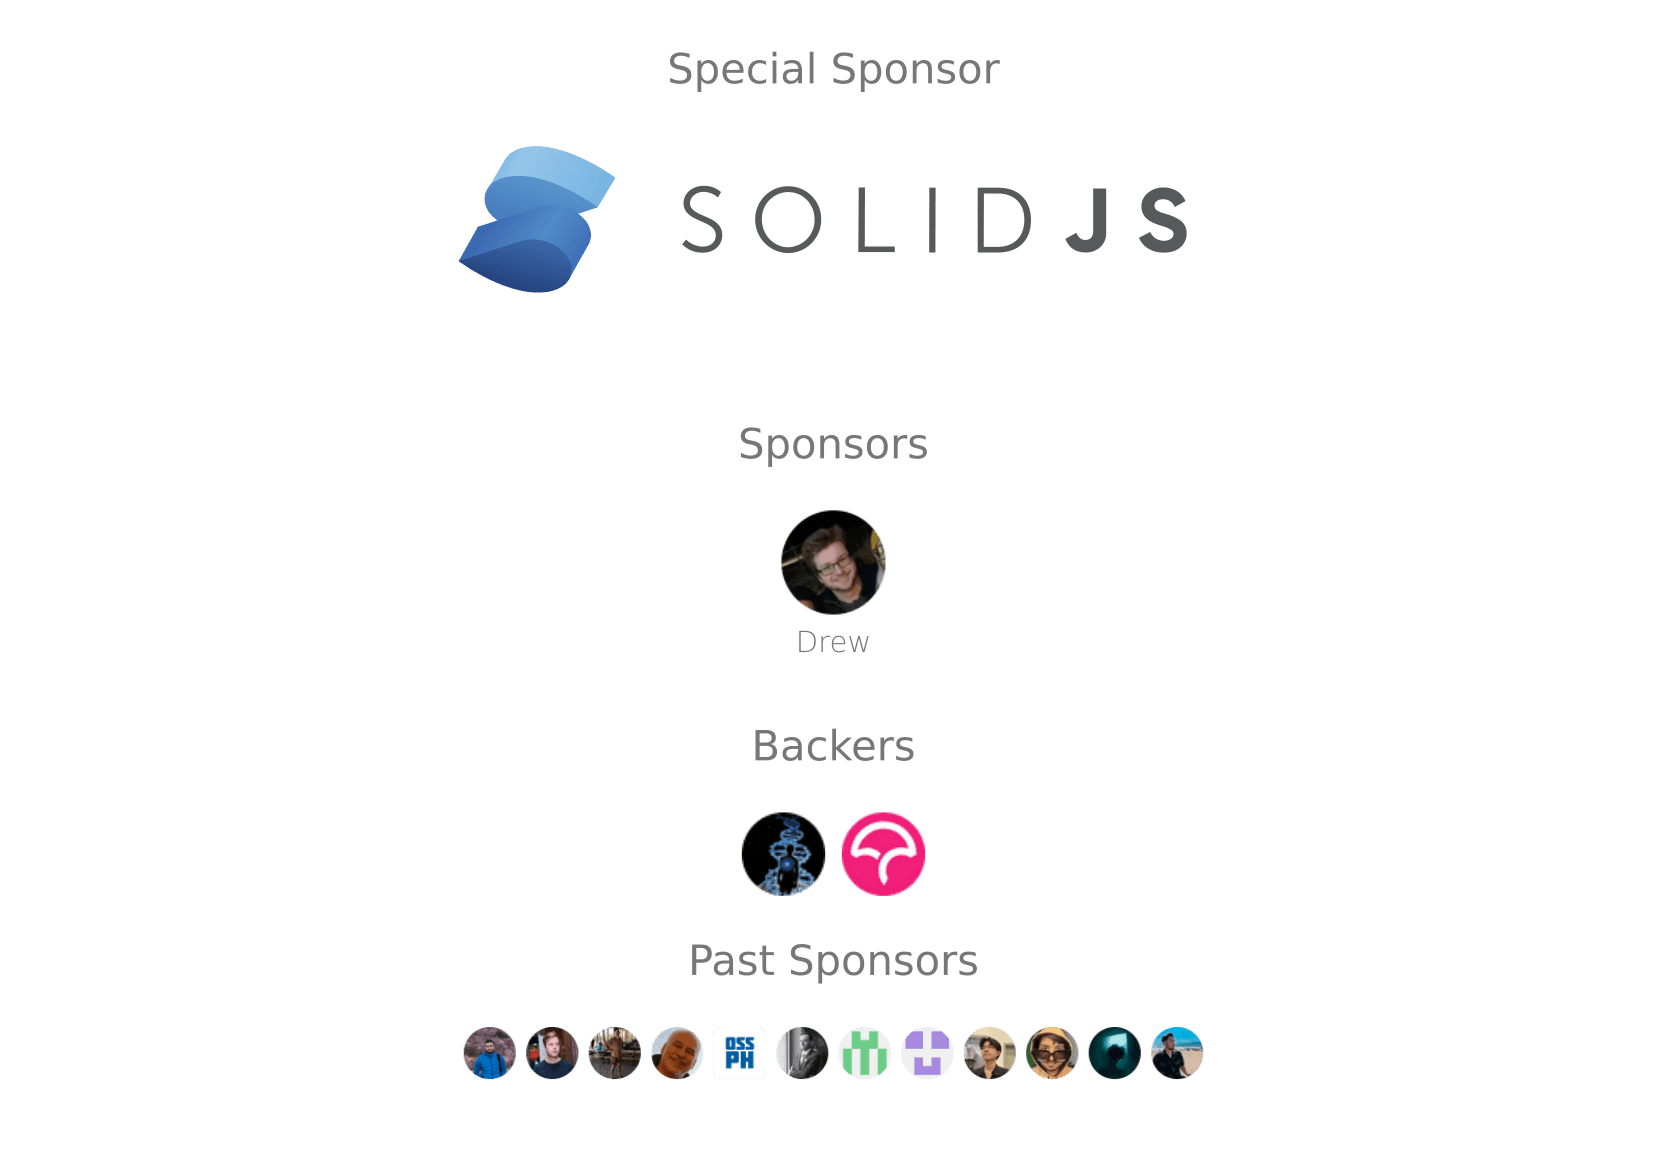 Special Sponsor
SOLIDJS
Sponsors
Drew
Backers
Past Sponsors
OSS
PH